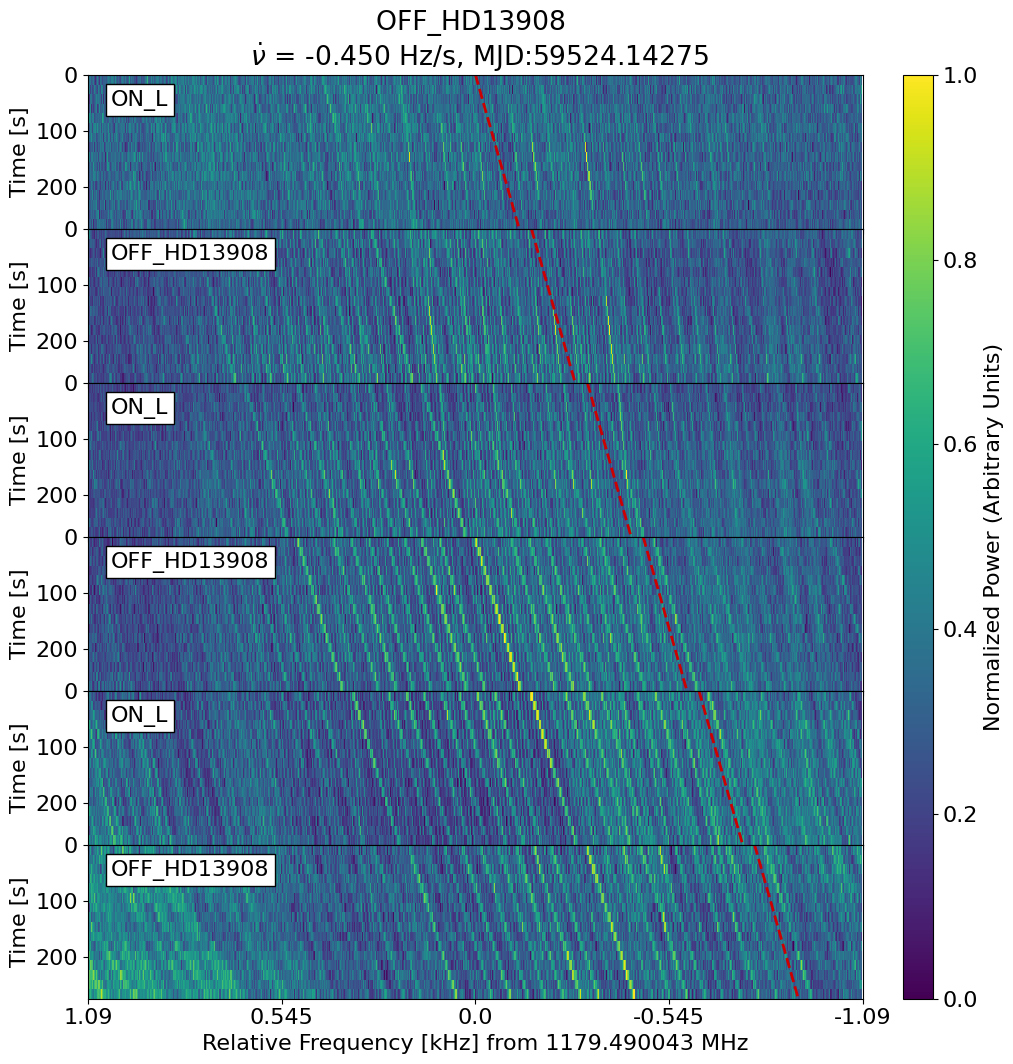 OFF_HD13908
ν̇ = -0.450 Hz/s, MJD:59524.14275
0
ON_L
100
200
Time [s]
0
OFF_HD13908
100
200
Time [s]
0
ON_L
100
200
Time [s]
0
OFF_HD13908
100
200
Time [s]
0
ON_L
100
200
Time [s]
0
OFF_HD13908
100
200
Time [s]
1.09 0.545 0.0 -0.545 -1.09
Relative Frequency [kHz] from 1179.490043 MHz
1.0
0.8
0.6
0.4
0.2
0.0
Normalized Power (Arbitrary Units)